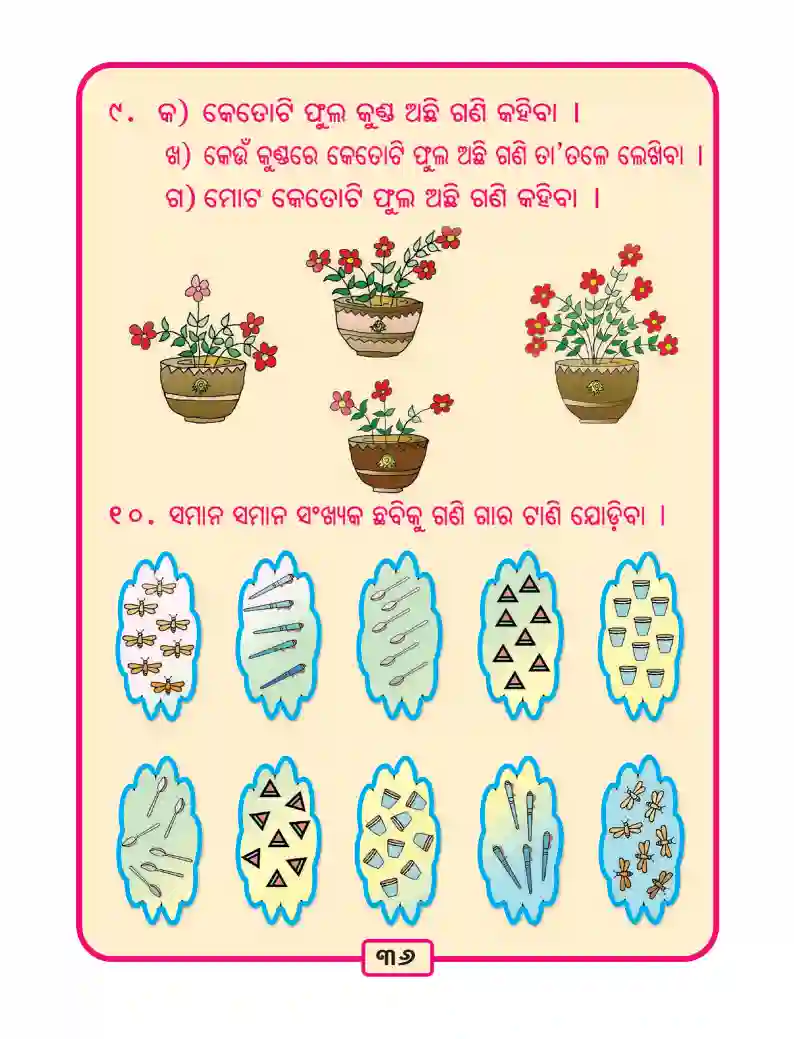 ୯. କ) କେତୋଟି ଫୁଲ କୁଣ୍ଡ ଅଛି ଗଣି କହିବା ।
ଖ) କେଉଁ କୁଣ୍ଡରେ କେତୋଟି ଫୁଲ ଅଛି ଗଣି ତା’ତଳେ ଲେଖିବା ।
ଗ) ମୋଟ କେତୋଟି ଫୁଲ ଅଛି ଗଣି କହିବା ।
୧୦. ସମାନ ସମାନ ସଂଖ୍ୟକ ଛବିକୁ ଗଣି ଗାର ଟାଣି ଯୋଡ଼ିବା ।
୩୬